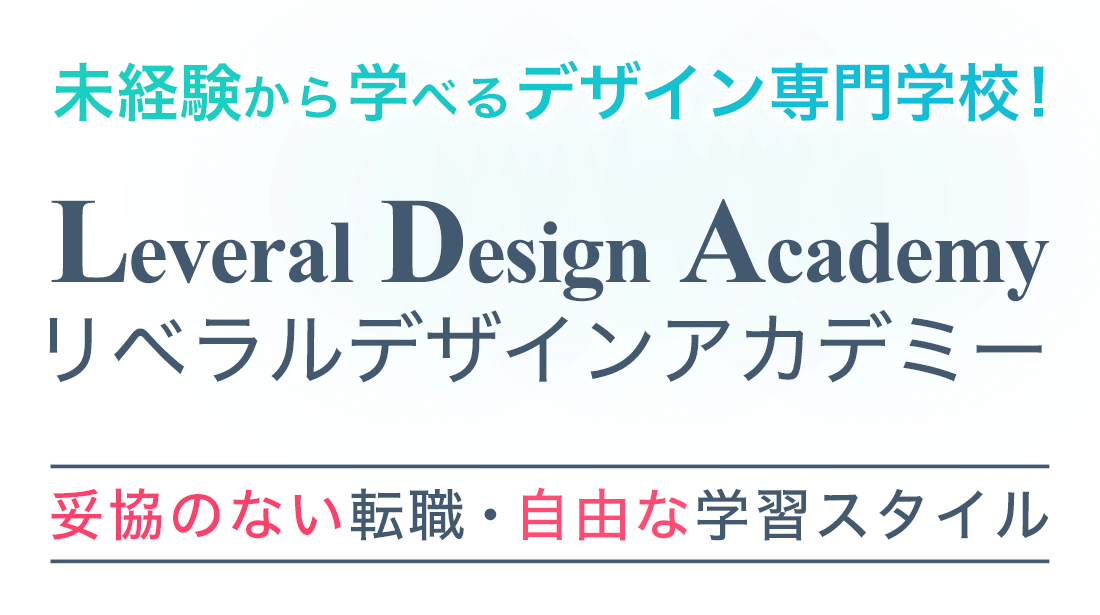 未経験から学べるデザイン専門学校!
Leveral Design Academy
リベラルデザインアカデミー
妥協のない転職・自由な学習スタイル